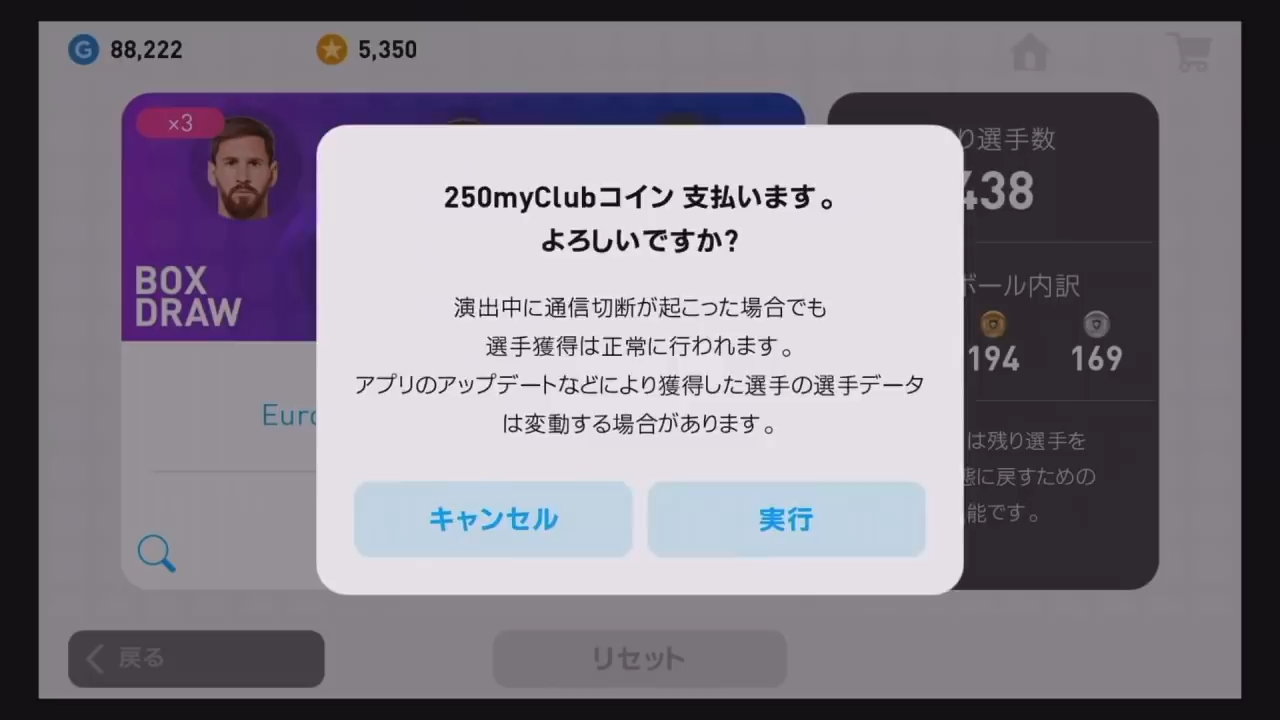 88,222
5,350
×3
BOX
DRAW
り選手数
438
ボール内訳
194
169
250myClubコイン 支払います。
よろしいですか?
演出中に通信切断が起こった場合でも
選手獲得は正常に行われます。
アプリのアップデートなどにより獲得した選手の選手データ
は変動する場合があります。
キャンセル
実行
Euro
は残り選手を
態に戻すための
能です。
戻る
リセット